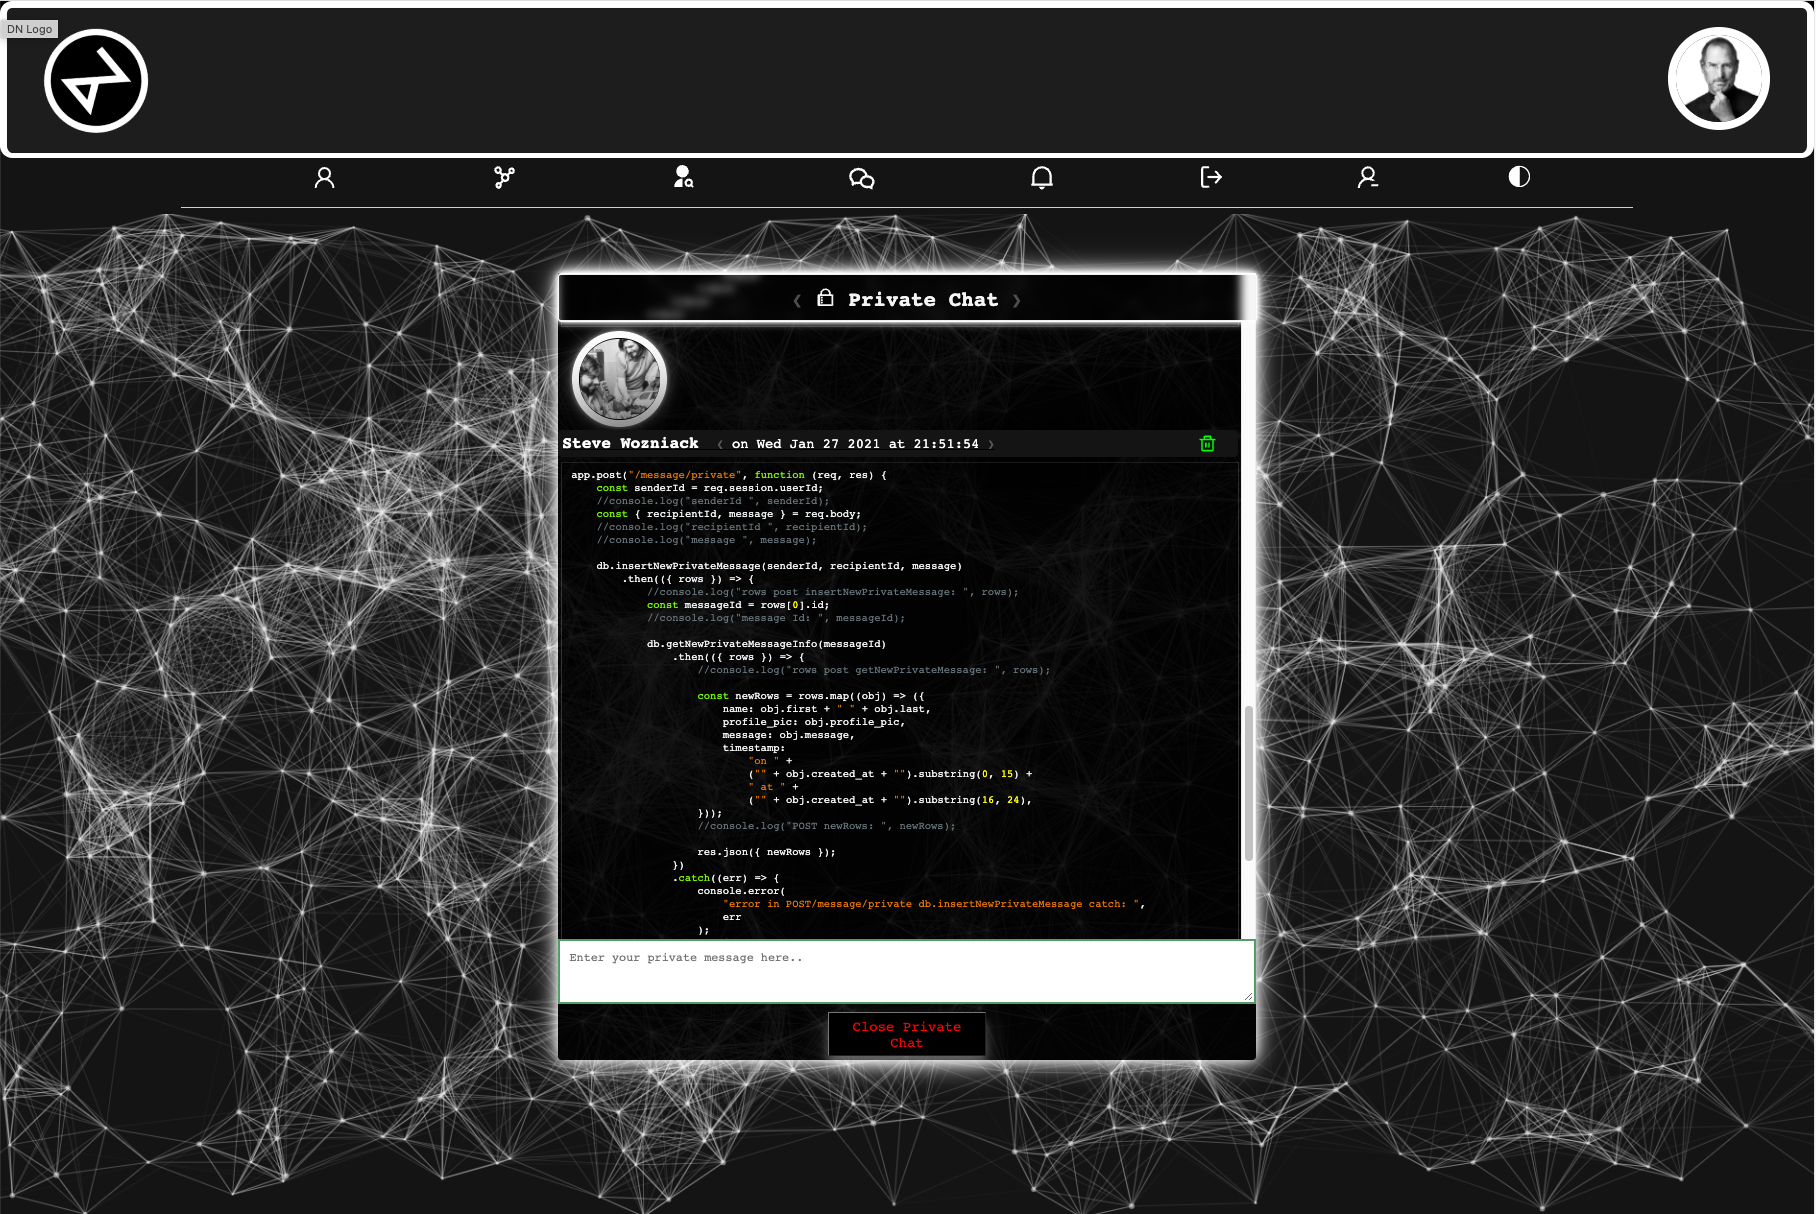 DN Logo
❮ Private Chat ❯
Steve Wozniack ❮ on Wed Jan 27 2021 at 21:51:54 ❯
app.post("/message/private", function (req, res) {
    const senderId = req.session.userId;
    //console.log("senderId ", senderId);
    const { recipientId, message } = req.body;
    //console.log("recipientId ", recipientId);
    //console.log("message ", message);
    db.insertNewPrivateMessage(senderId, recipientId, message)
        .then(({ rows }) => {
            //console.log("rows post insertNewPrivateMessage: ", rows);
            const messageId = rows[0].id;
            //console.log("message Id: ", messageId);
            db.getNewPrivateMessageInfo(messageId)
                .then(({ rows }) => {
                    //console.log("rows post getNewPrivateMessage: ", rows);
                    const newRows = rows.map((obj) => ({
                        name: obj.first + " " + obj.last,
                        profile_pic: obj.profile_pic,
                        message: obj.message,
                        timestamp:
                            "on " +
                            ("" + obj.created_at + "").substring(0, 15) +
                            " at " +
                            ("" + obj.created_at + "").substring(16, 24),
                    }));
                    //console.log("POST newRows: ", newRows);
                    res.json({ newRows });
                })
                .catch((err) => {
                    console.error(
                        "error in POST/message/private db.insertNewPrivateMessage catch: ",
                        err
                    );
Enter your private message here..
Close Private
Chat